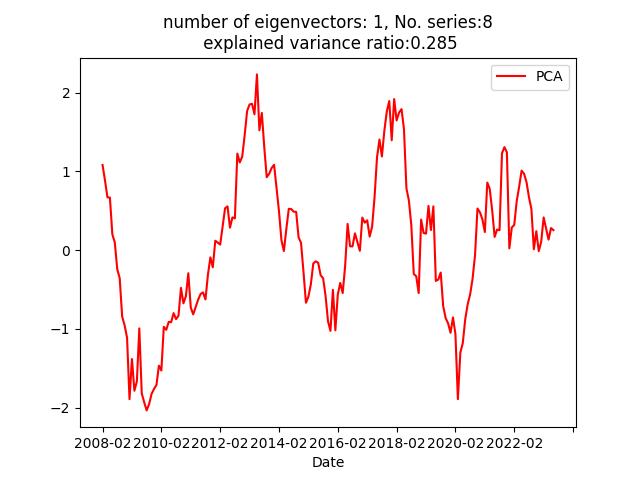 number of eigenvectors: 1, No. series:8
explained variance ratio:0.285
PCA
2
1
0
−1
−2
2008-02 2010-02 2012-02 2014-02 2016-02 2018-02 2020-02 2022-02
Date